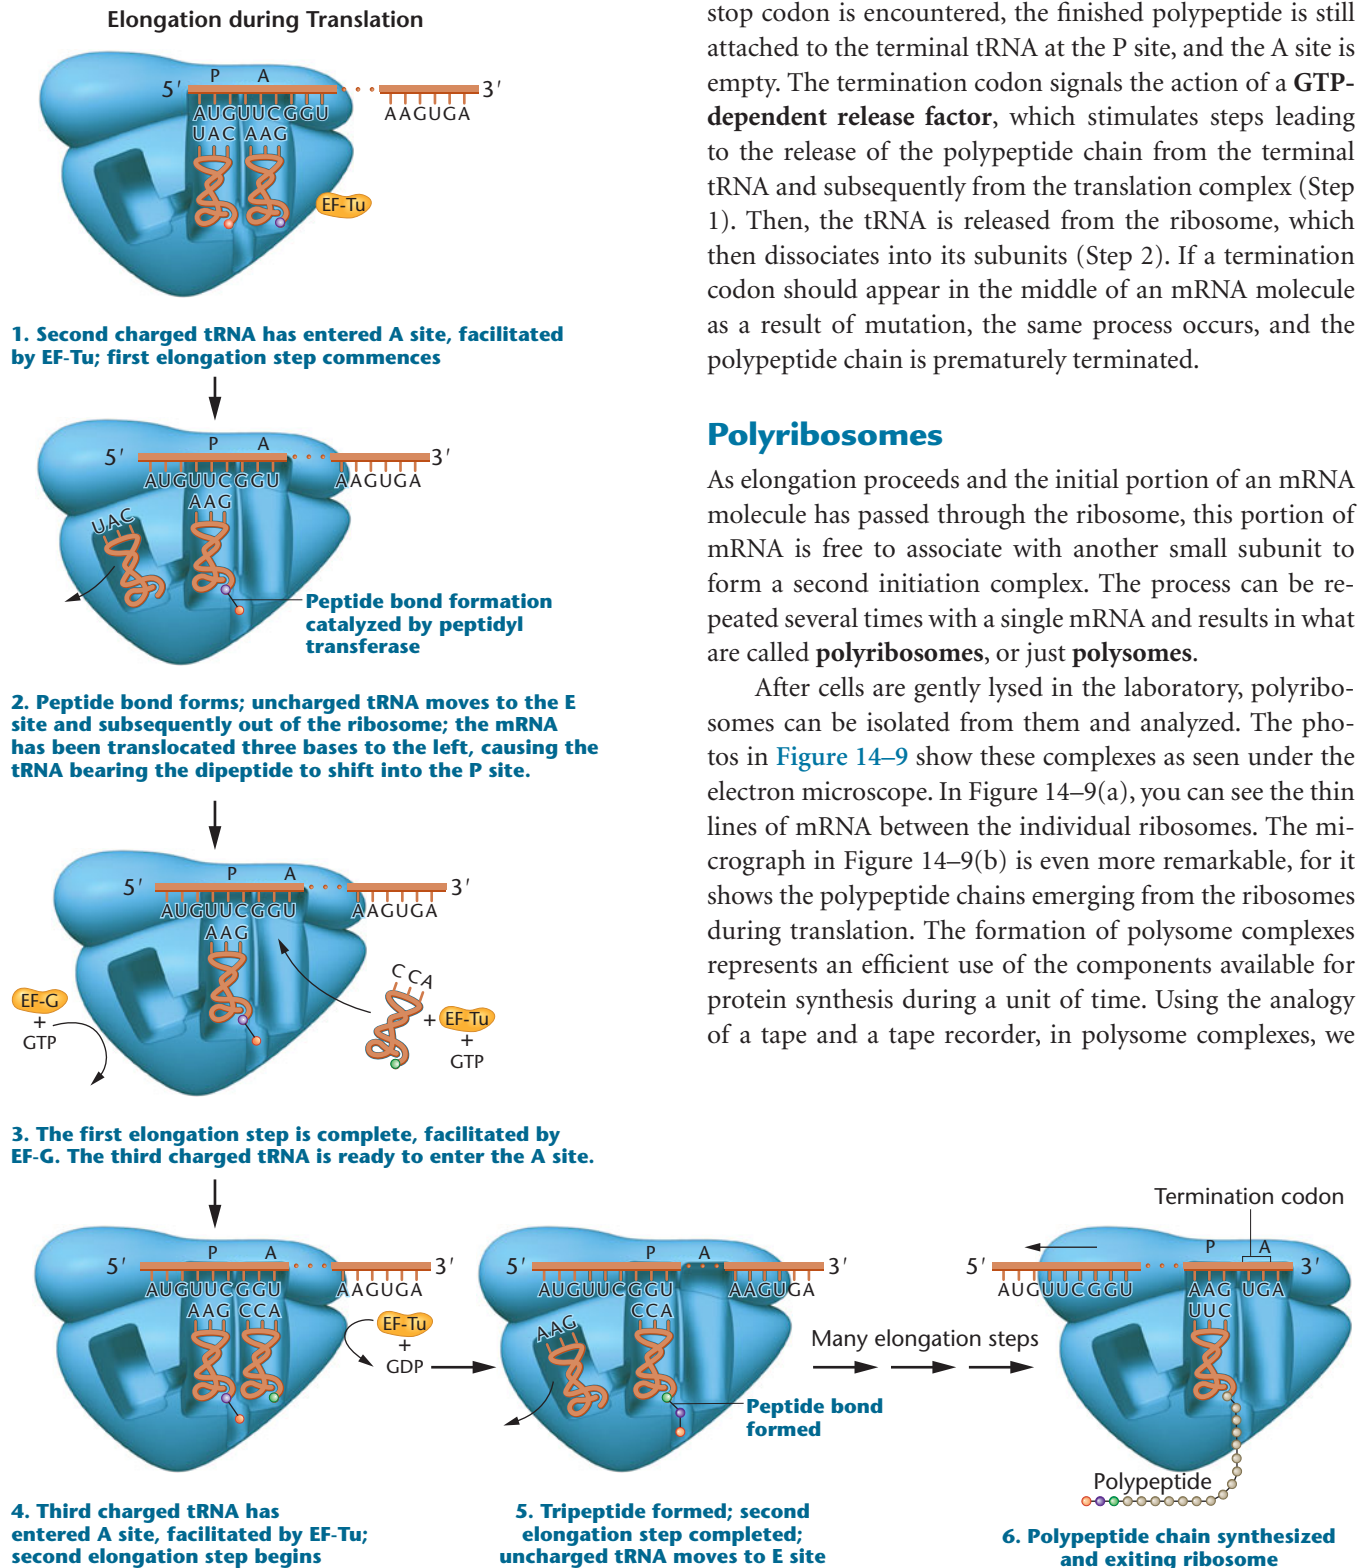 Elongation during Translation
P A
5′ 3′
AUGUUCGGU AAGUGA
UAC AAG
EF-Tu
1. Second charged tRNA has entered A site, facilitated
by EF-Tu; first elongation step commences
P A
5′ 3′
AUGUUCGGU AAGUGA
AAG
UAC
Peptide bond formation
catalyzed by peptidyl
transferase
2. Peptide bond forms; uncharged tRNA moves to the E
site and subsequently out of the ribosome; the mRNA
has been translocated three bases to the left, causing the
tRNA bearing the dipeptide to shift into the P site.
P A
5′ 3′
AUGUUCGGU AAGUGA
AAG
CCA
EF-G
+
GTP
+ EF-Tu
+
GTP
3. The first elongation step is complete, facilitated by
EF-G. The third charged tRNA is ready to enter the A site.
P A
5′ 3′
AUGUUCGGU AAGUGA
AAG CCA
EF-Tu
+
GDP
4. Third charged tRNA has
entered A site, facilitated by EF-Tu;
second elongation step begins
P A
5′ 3′
AUGUUCGGU AAGUGA
CCA
AAG
Peptide bond
formed
5. Tripeptide formed; second
elongation step completed;
uncharged tRNA moves to E site
Many elongation steps
Termination codon
P A
5′ 3′
AUGUUCGGU AAG UGA
UUC
Polypeptide
6. Polypeptide chain synthesized
and exiting ribosome
stop codon is encountered, the finished polypeptide is still
attached to the terminal tRNA at the P site, and the A site is
empty. The termination codon signals the action of a GTP-
dependent release factor, which stimulates steps leading
to the release of the polypeptide chain from the terminal
tRNA and subsequently from the translation complex (Step
1). Then, the tRNA is released from the ribosome, which
then dissociates into its subunits (Step 2). If a termination
codon should appear in the middle of an mRNA molecule
as a result of mutation, the same process occurs, and the
polypeptide chain is prematurely terminated.
Polyribosomes
As elongation proceeds and the initial portion of an mRNA
molecule has passed through the ribosome, this portion of
mRNA is free to associate with another small subunit to
form a second initiation complex. The process can be re-
peated several times with a single mRNA and results in what
are called polyribosomes, or just polysomes.
After cells are gently lysed in the laboratory, polyribo-
somes can be isolated from them and analyzed. The pho-
tos in Figure 14–9 show these complexes as seen under the
electron microscope. In Figure 14–9(a), you can see the thin
lines of mRNA between the individual ribosomes. The mi-
crograph in Figure 14–9(b) is even more remarkable, for it
shows the polypeptide chains emerging from the ribosomes
during translation. The formation of polysome complexes
represents an efficient use of the components available for
protein synthesis during a unit of time. Using the analogy
of a tape and a tape recorder, in polysome complexes, we